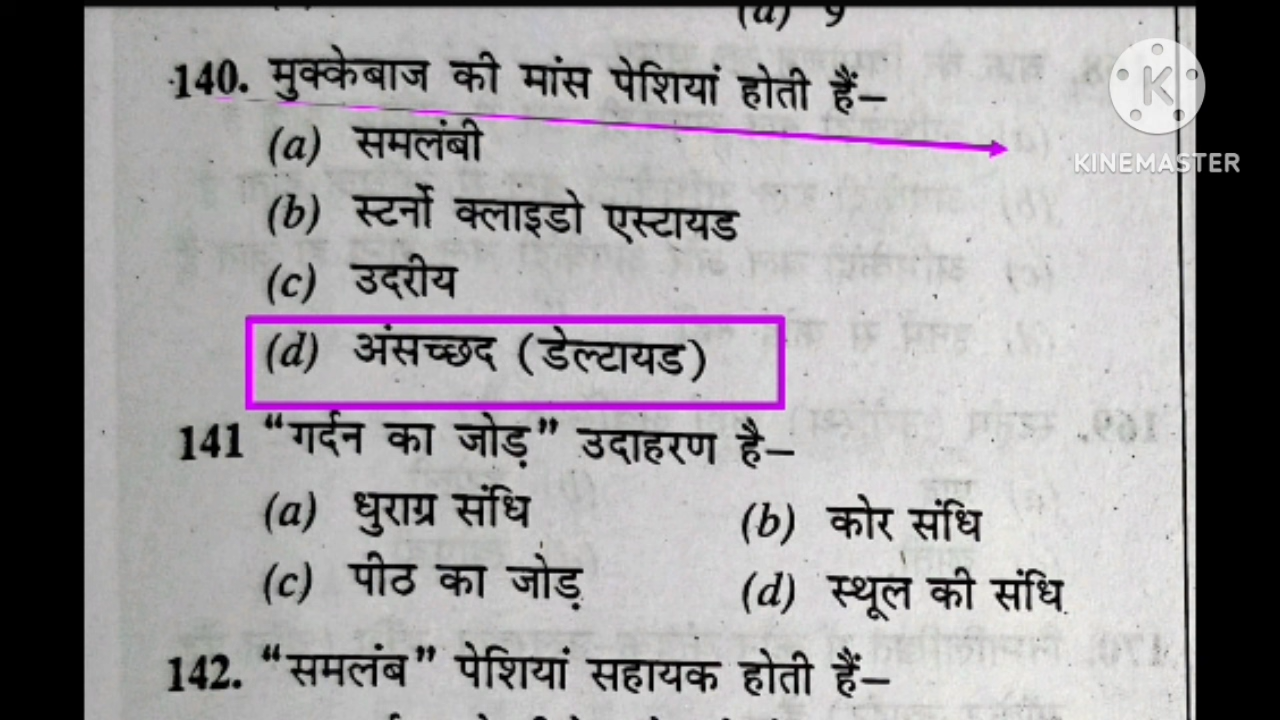 (d) 9
140. मुक्केबाज की मांस पेशियां होती हैं–
(a) समलंबी
(b) स्टर्नो क्लाइडो एस्टायड
(c) उदरीय
(d) अंसच्छद (डेल्टायड)
141 “गर्दन का जोड़” उदाहरण है–
(a) धुराग्र संधि (b) कोर संधि
(c) पीठ का जोड़ (d) स्थूल की संधि
142. “समलंब” पेशियां सहायक होती हैं–
KINEMASTER